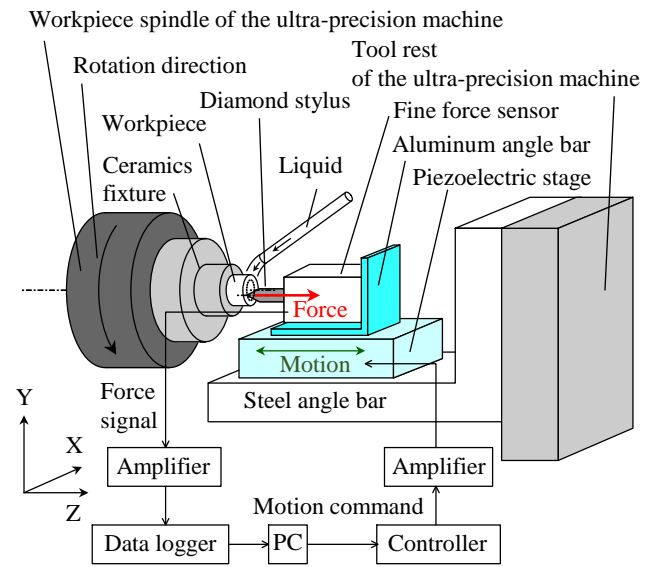 Workpiece spindle of the ultra-precision machine
Tool rest
of the ultra-precision machine
Rotation direction
Diamond stylus
Fine force sensor
Workpiece
Aluminum angle bar
Ceramics
fixture
Liquid
Piezoelectric stage
Force
Motion
Steel angle bar
Force
signal
Y
X
Z
Amplifier
Amplifier
Motion command
Data logger
PC
Controller